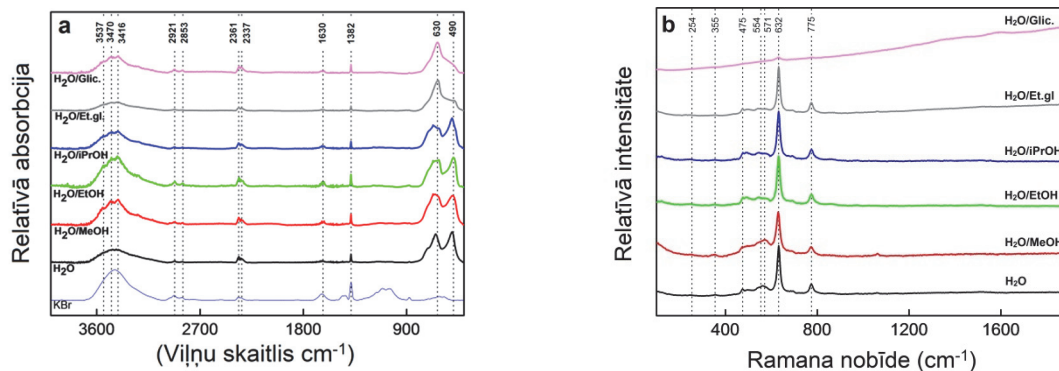 a
3537
3470
3416
2921
2853
2361
2337
1630
1382
630
490
H2O/Glic.
H2O/Et.gl.
H2O/iPrOH
H2O/EtOH
H2O/MeOH
H2O
KBr
Relatīvā absorbcija
3600 2700 1800 900
(Viļņu skaitlis cm-1)
b
254
355
475
554
571
632
775
H2O/Glic.
H2O/Et.gl
H2O/iPrOH
H2O/EtOH
H2O/MeOH
H2O
Relatīvā intensitāte
400 800 1200 1600
Ramana nobīde (cm-1)